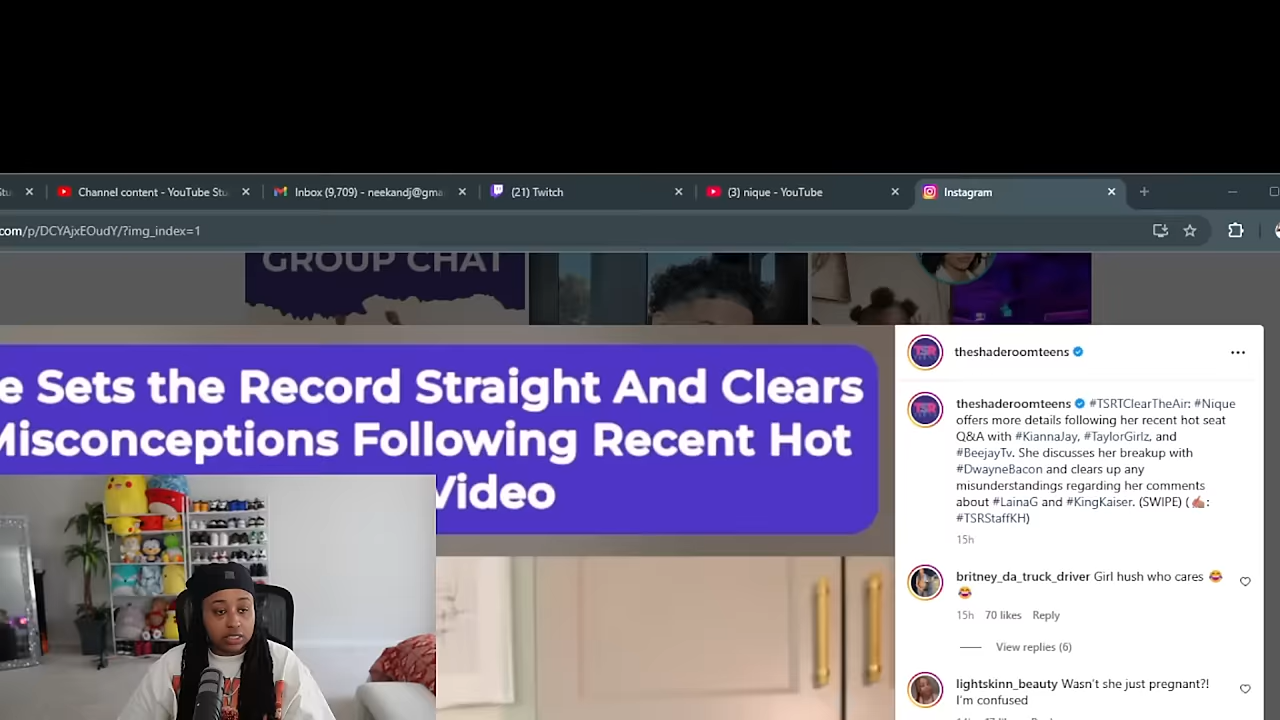 Stu
Channel content - YouTube Stu
Inbox (9,709) - neekandj@gma
(21) Twitch
(3) nique - YouTube
Instagram
com/p/DCYAjxEOudY/?img_index=1
GROUP CHAT
e Sets the Record Straight And Clears
Misconceptions Following Recent Hot
Video
TSR
theshaderoomteens
TSR
theshaderoomteens #TSRTClearTheAir: #Nique
offers more details following her recent hot seat
Q&A with #KiannaJay, #TaylorGirlz, and
#BeejayTv. She discusses her breakup with
#DwayneBacon and clears up any
misunderstandings regarding her comments
about #LainaG and #KingKaiser. (SWIPE) (✍🏽:
#TSRStaffKH)
15h
britney_da_truck_driver Girl hush who cares 😂
😂
15h 70 likes Reply
View replies (6)
lightskinn_beauty Wasn't she just pregnant?!
I'm confused